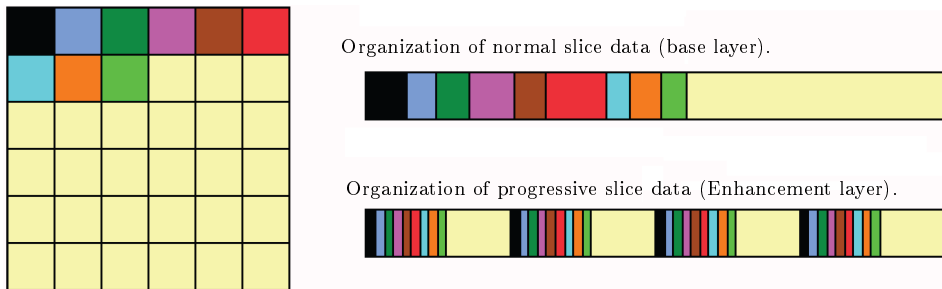 Organization of normal slice data (base layer).
Organization of progressive slice data (Enhancement layer).